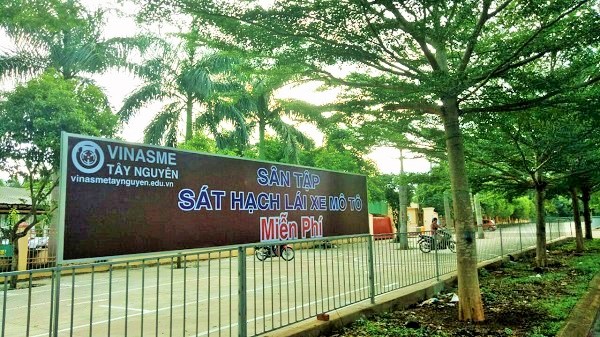 VINASME
TÂY NGUYÊN
vinasmetaynguyen.edu.vn
SÂN TẬP
SÁT HẠCH LÁI XE MÔ TÔ
Miễn Phí